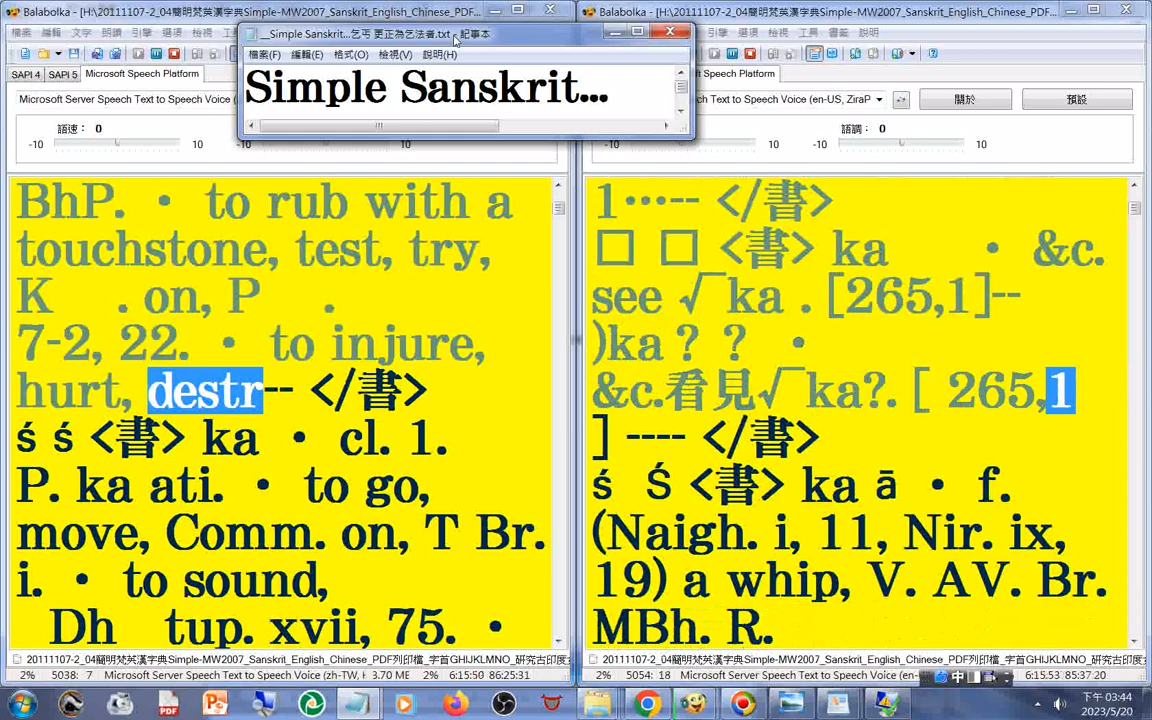 Balabolka - [H:\20111107-2_04簡明梵英漢字典Simple-MW2007_Sanskrit_English_Chinese_PDF...
Balabolka - [H:\20111107-2_04簡明梵英漢字典Simple-MW2007_Sanskrit_English_Chinese_PDF...
檔案(F) 編輯(E) 格式(O) 檢視(V) 說明(H)
Simple Sanskrit...
SAPI 4 SAPI 5 Microsoft Speech Platform
Speech Platform
Microsoft Server Speech Text to Speech Voice (
ch Text to Speech Voice (en-US, ZiraP
關於
預設
語速： 0
-10 10
語調： 0
-10 10
BhP. • to rub with a
touchstone, test, try,
K . on, P .
7-2, 22. • to injure,
hurt, destr-- </書>
ś ś <書> ka • cl. 1.
P. ka ati. • to go,
move, Comm. on, T Br.
i. • to sound,
Dh tup. xvii, 75. •
1…-- </書>
□ □ <書> ka • &c.
see √ka . [265,1]--
)ka ? ? •
&c.看見√ka?. [ 265,1
] ---- </書>
ś Ś <書> ka ā • f.
(Naigh. i, 11, Nir. ix,
19) a whip, V. AV. Br.
MBh. R.
20111107-2_04簡明梵英漢字典Simple-MW2007_Sanskrit_English_Chinese_PDF列印檔_字首GHIJKLMNO_研究古印度
20111107-2_04簡明梵英漢字典Simple-MW2007_Sanskrit_English_Chinese_PDF列印檔_字首GHIJKLMNO_研究古印度
2% 5038: 7 Microsoft Server Speech Text to Speech Voice (zh-TW, 3.70 ME 2% 6:15:50 86:25:31
2% 5054: 18 Microsoft Server Speech Text to Speech Voice 6:15:53 85:37:20
中
下午 03:44
2023/5/20